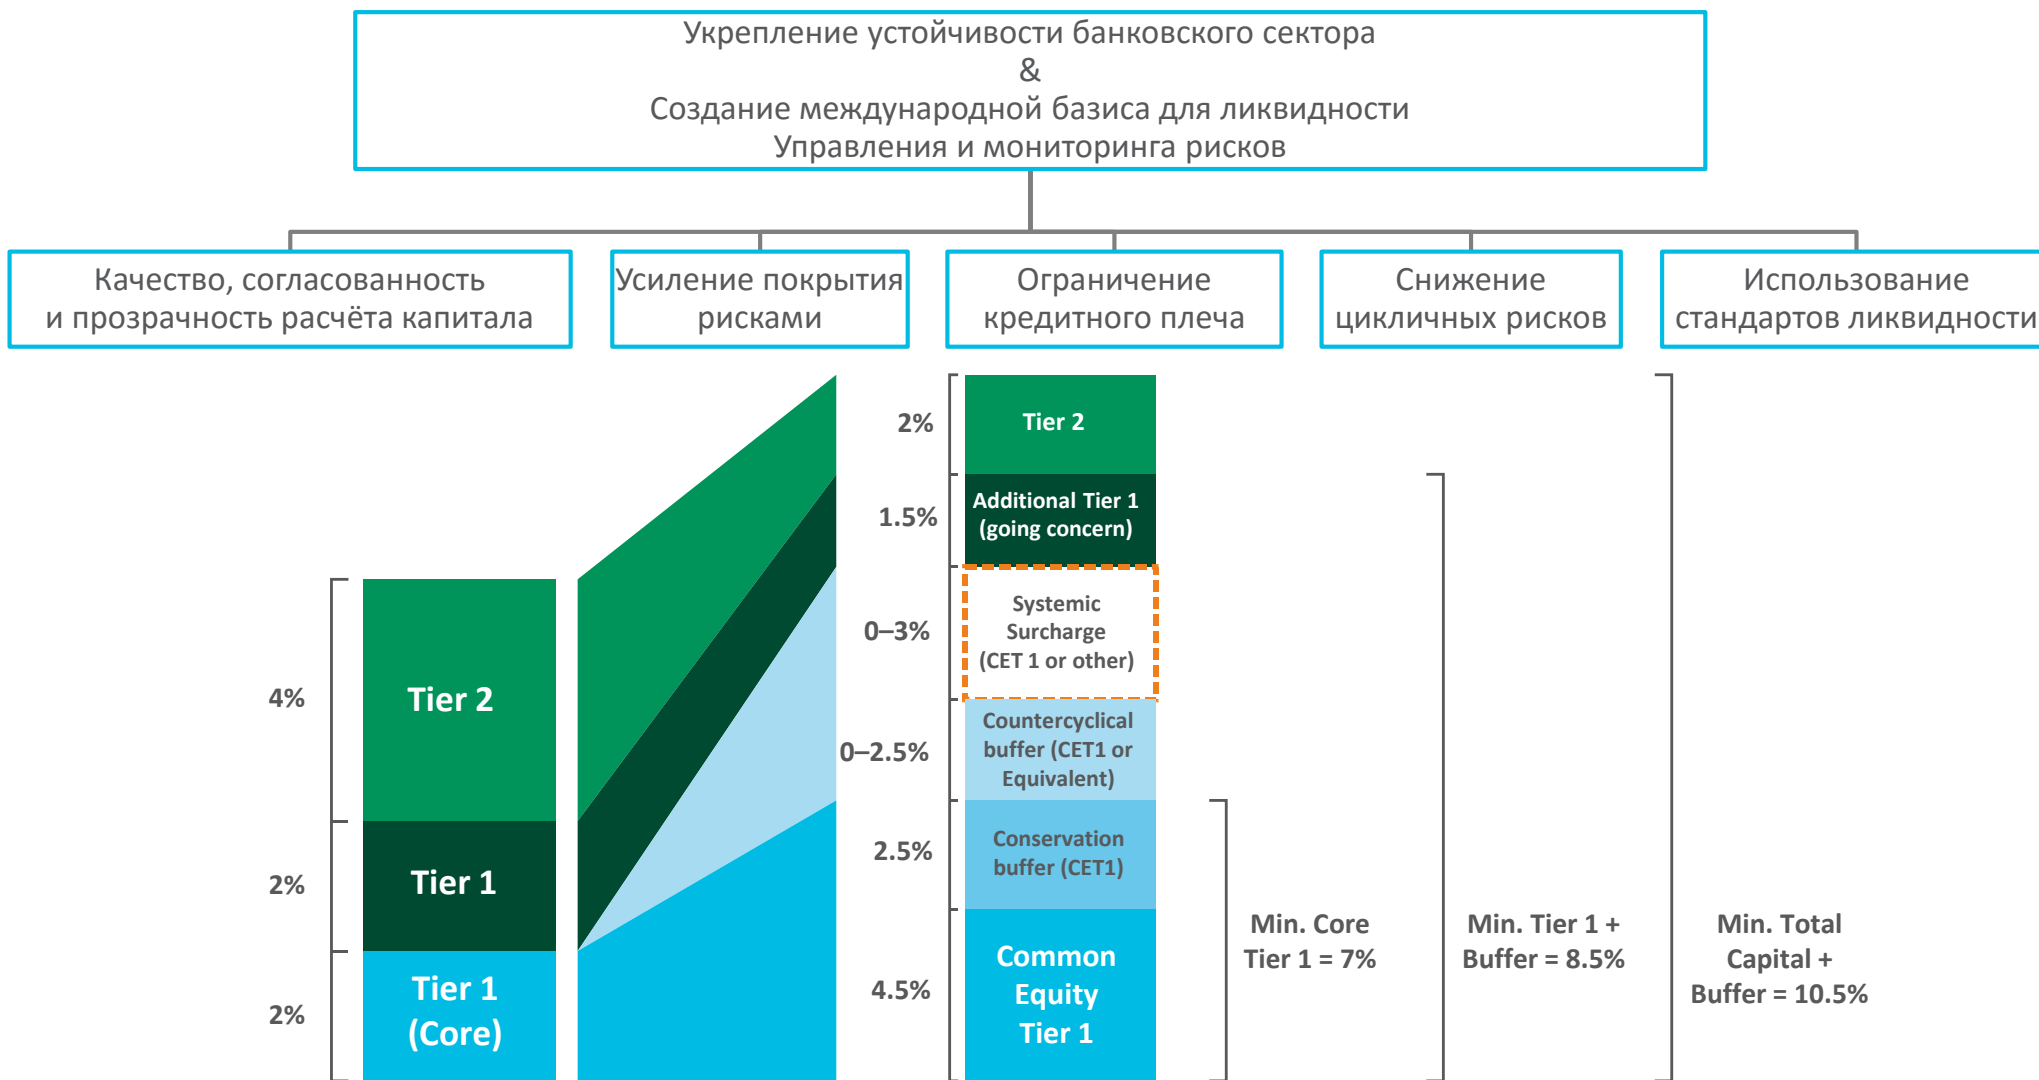 Укрепление устойчивости банковского сектора
&
Создание международной базиса для ликвидности
Управления и мониторинга рисков
Качество, согласованность
и прозрачность расчёта капитала
Усиление покрытия
рисками
Ограничение
кредитного плеча
Снижение
цикличных рисков
Использование
стандартов ликвидности
4%
2%
2%
Tier 2
Tier 1
Tier 1
(Core)
2%
1.5%
0–3%
0–2.5%
2.5%
4.5%
Tier 2
Additional Tier 1
(going concern)
Systemic
Surcharge
(CET 1 or other)
Countercyclical
buffer (CET1 or
Equivalent)
Conservation
buffer (CET1)
Common
Equity
Tier 1
Min. Core
Tier 1 = 7%
Min. Tier 1 +
Buffer = 8.5%
Min. Total
Capital +
Buffer = 10.5%